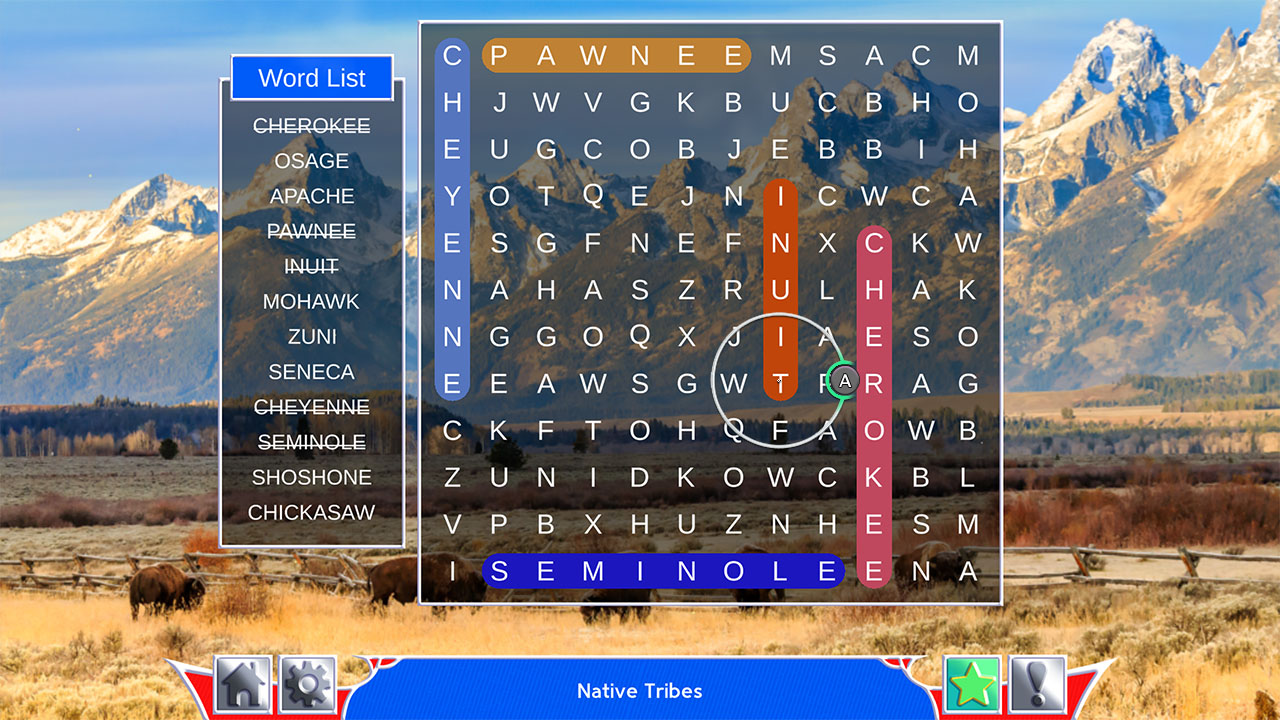 Word List
CHEROKEE
OSAGE
APACHE
PAWNEE
INUIT
MOHAWK
ZUNI
SENECA
CHEYENNE
SEMINOLE
SHOSHONE
CHICKASAW
C P A W N E E M S A C M
H J W V G K B U C B H O
E U G C O B J E B B I H
Y O T Q E J N I C W C A
E S G F N E F N X C K W
N A H A S Z R U L H A K
N G G O Q X J I A E S O
E E A W S G W T P R A G
A
C K F T O H Q F A O W B
Z U N I D K O W C K B L
V P B X H U Z N H E S M
I S E M I N O L E E N A
Native Tribes